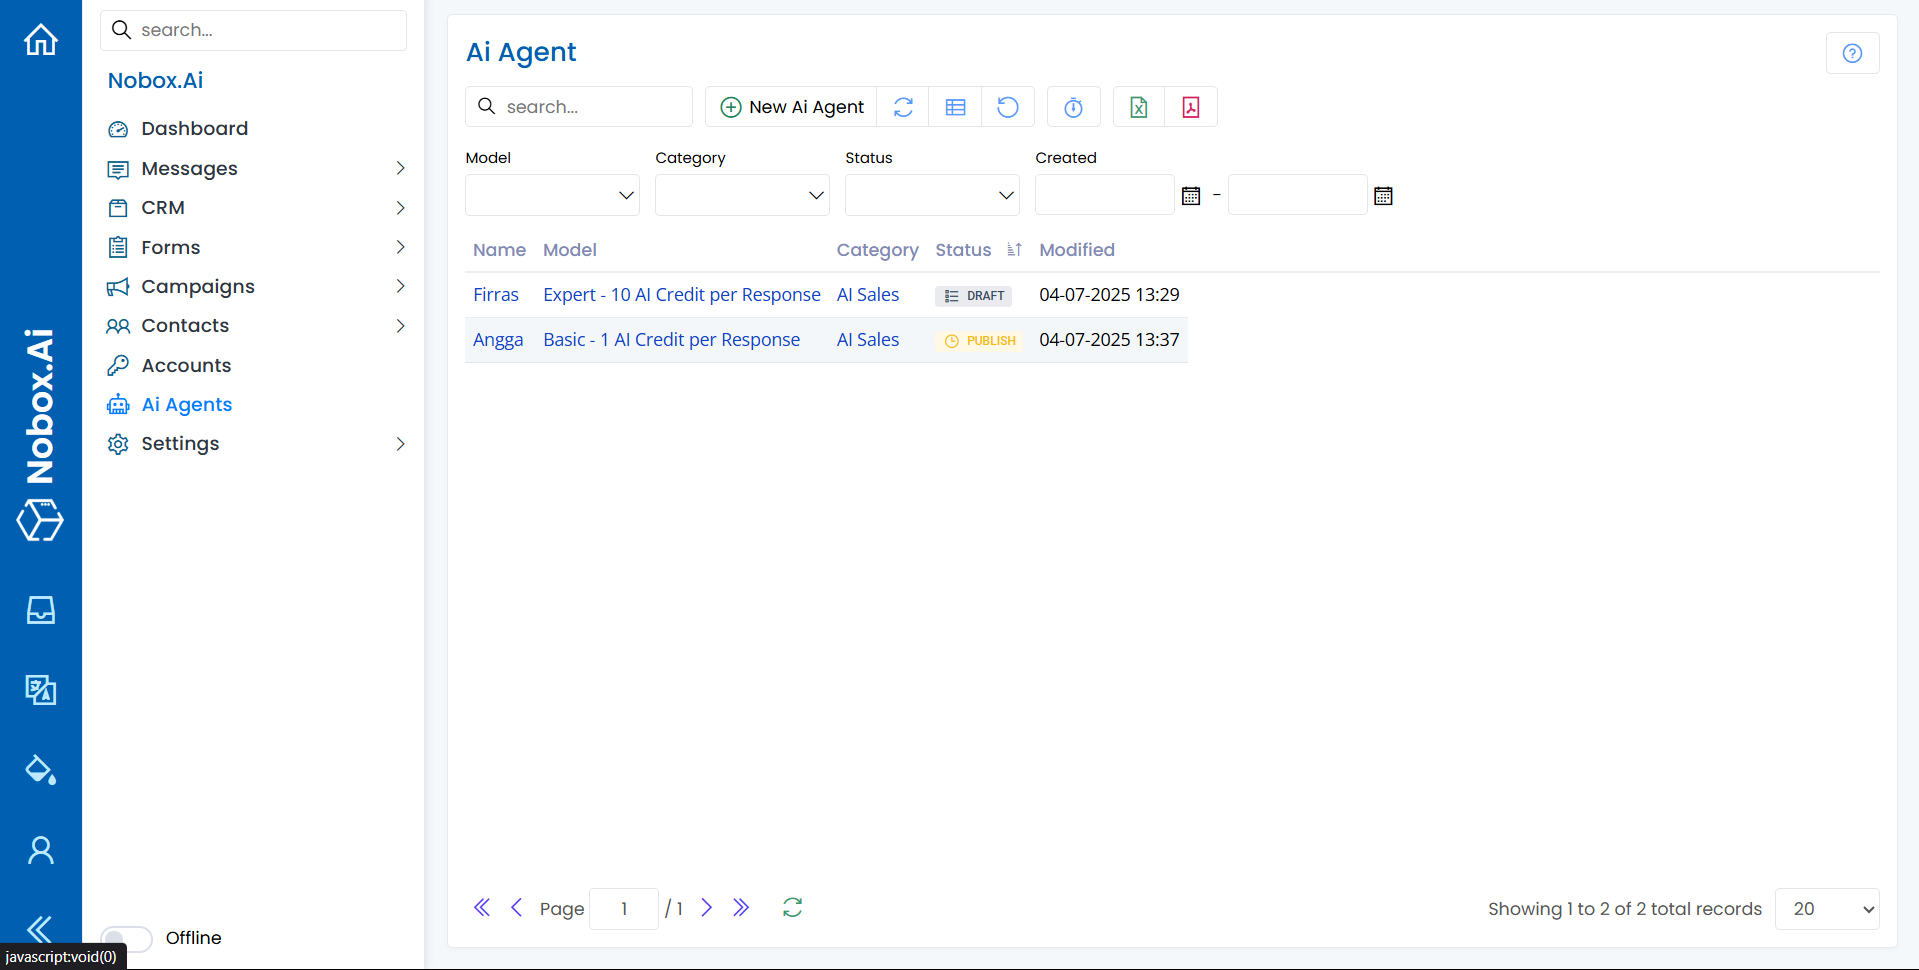 search...
Nobox.Ai
Dashboard
Messages
CRM
Forms
Campaigns
Contacts
Accounts
Ai Agents
Settings
Nobox.Ai
Offline
javascript:void(0)
Ai Agent
search...
New Ai Agent
Model Category Status Created
-
Name Model Category Status Modified
Firras Expert - 10 AI Credit per Response AI Sales DRAFT 04-07-2025 13:29
Angga Basic - 1 AI Credit per Response AI Sales PUBLISH 04-07-2025 13:37
Page 1 / 1
Showing 1 to 2 of 2 total records 20